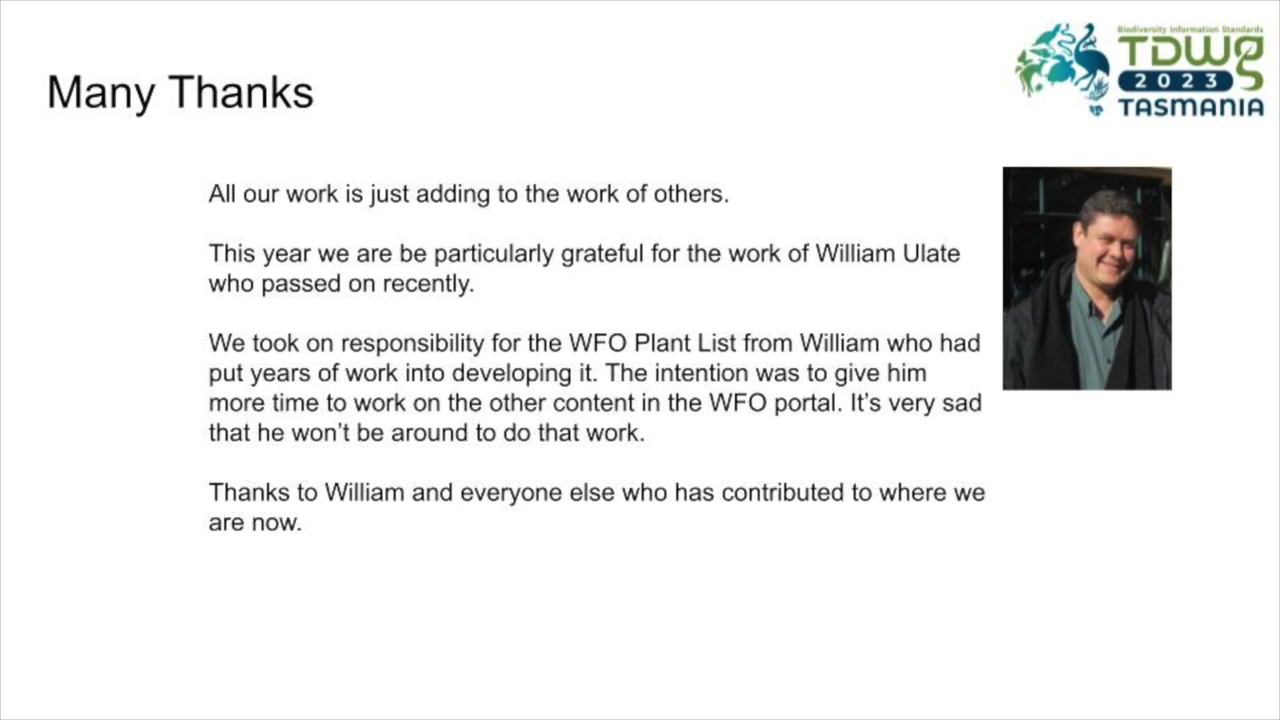 Many Thanks
Biodiversity Information Standards
TDWG
2023
TASMANIA
All our work is just adding to the work of others.
This year we are be particularly grateful for the work of William Ulate
who passed on recently.
We took on responsibility for the WFO Plant List from William who had
put years of work into developing it. The intention was to give him
more time to work on the other content in the WFO portal. It’s very sad
that he won’t be around to do that work.
Thanks to William and everyone else who has contributed to where we
are now.